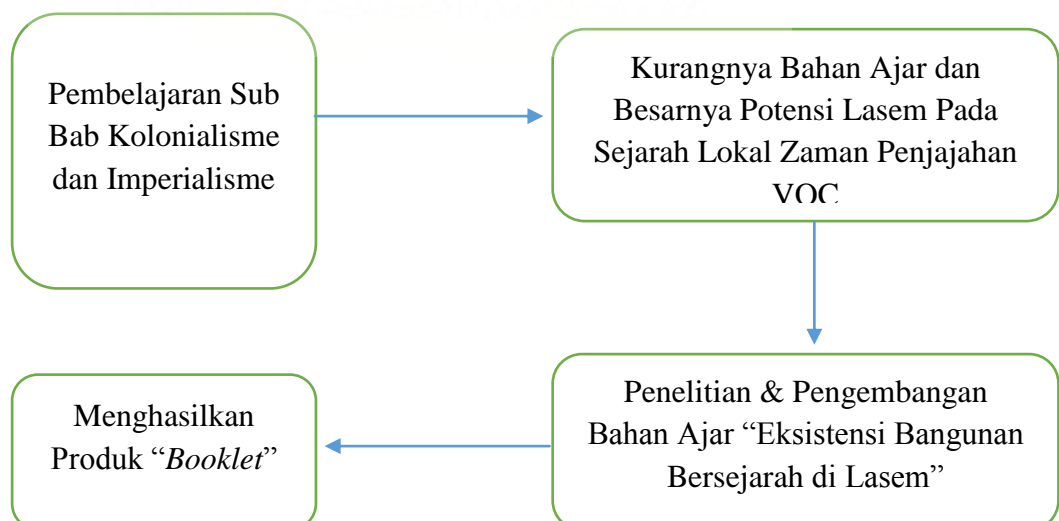 Pembelajaran Sub
Bab Kolonialisme
dan Imperialisme
Kurangnya Bahan Ajar dan
Besarnya Potensi Lasem Pada
Sejarah Lokal Zaman Penjajahan
VOC
Penelitian & Pengembangan
Bahan Ajar “Eksistensi Bangunan
Bersejarah di Lasem”
Menghasilkan
Produk “Booklet”